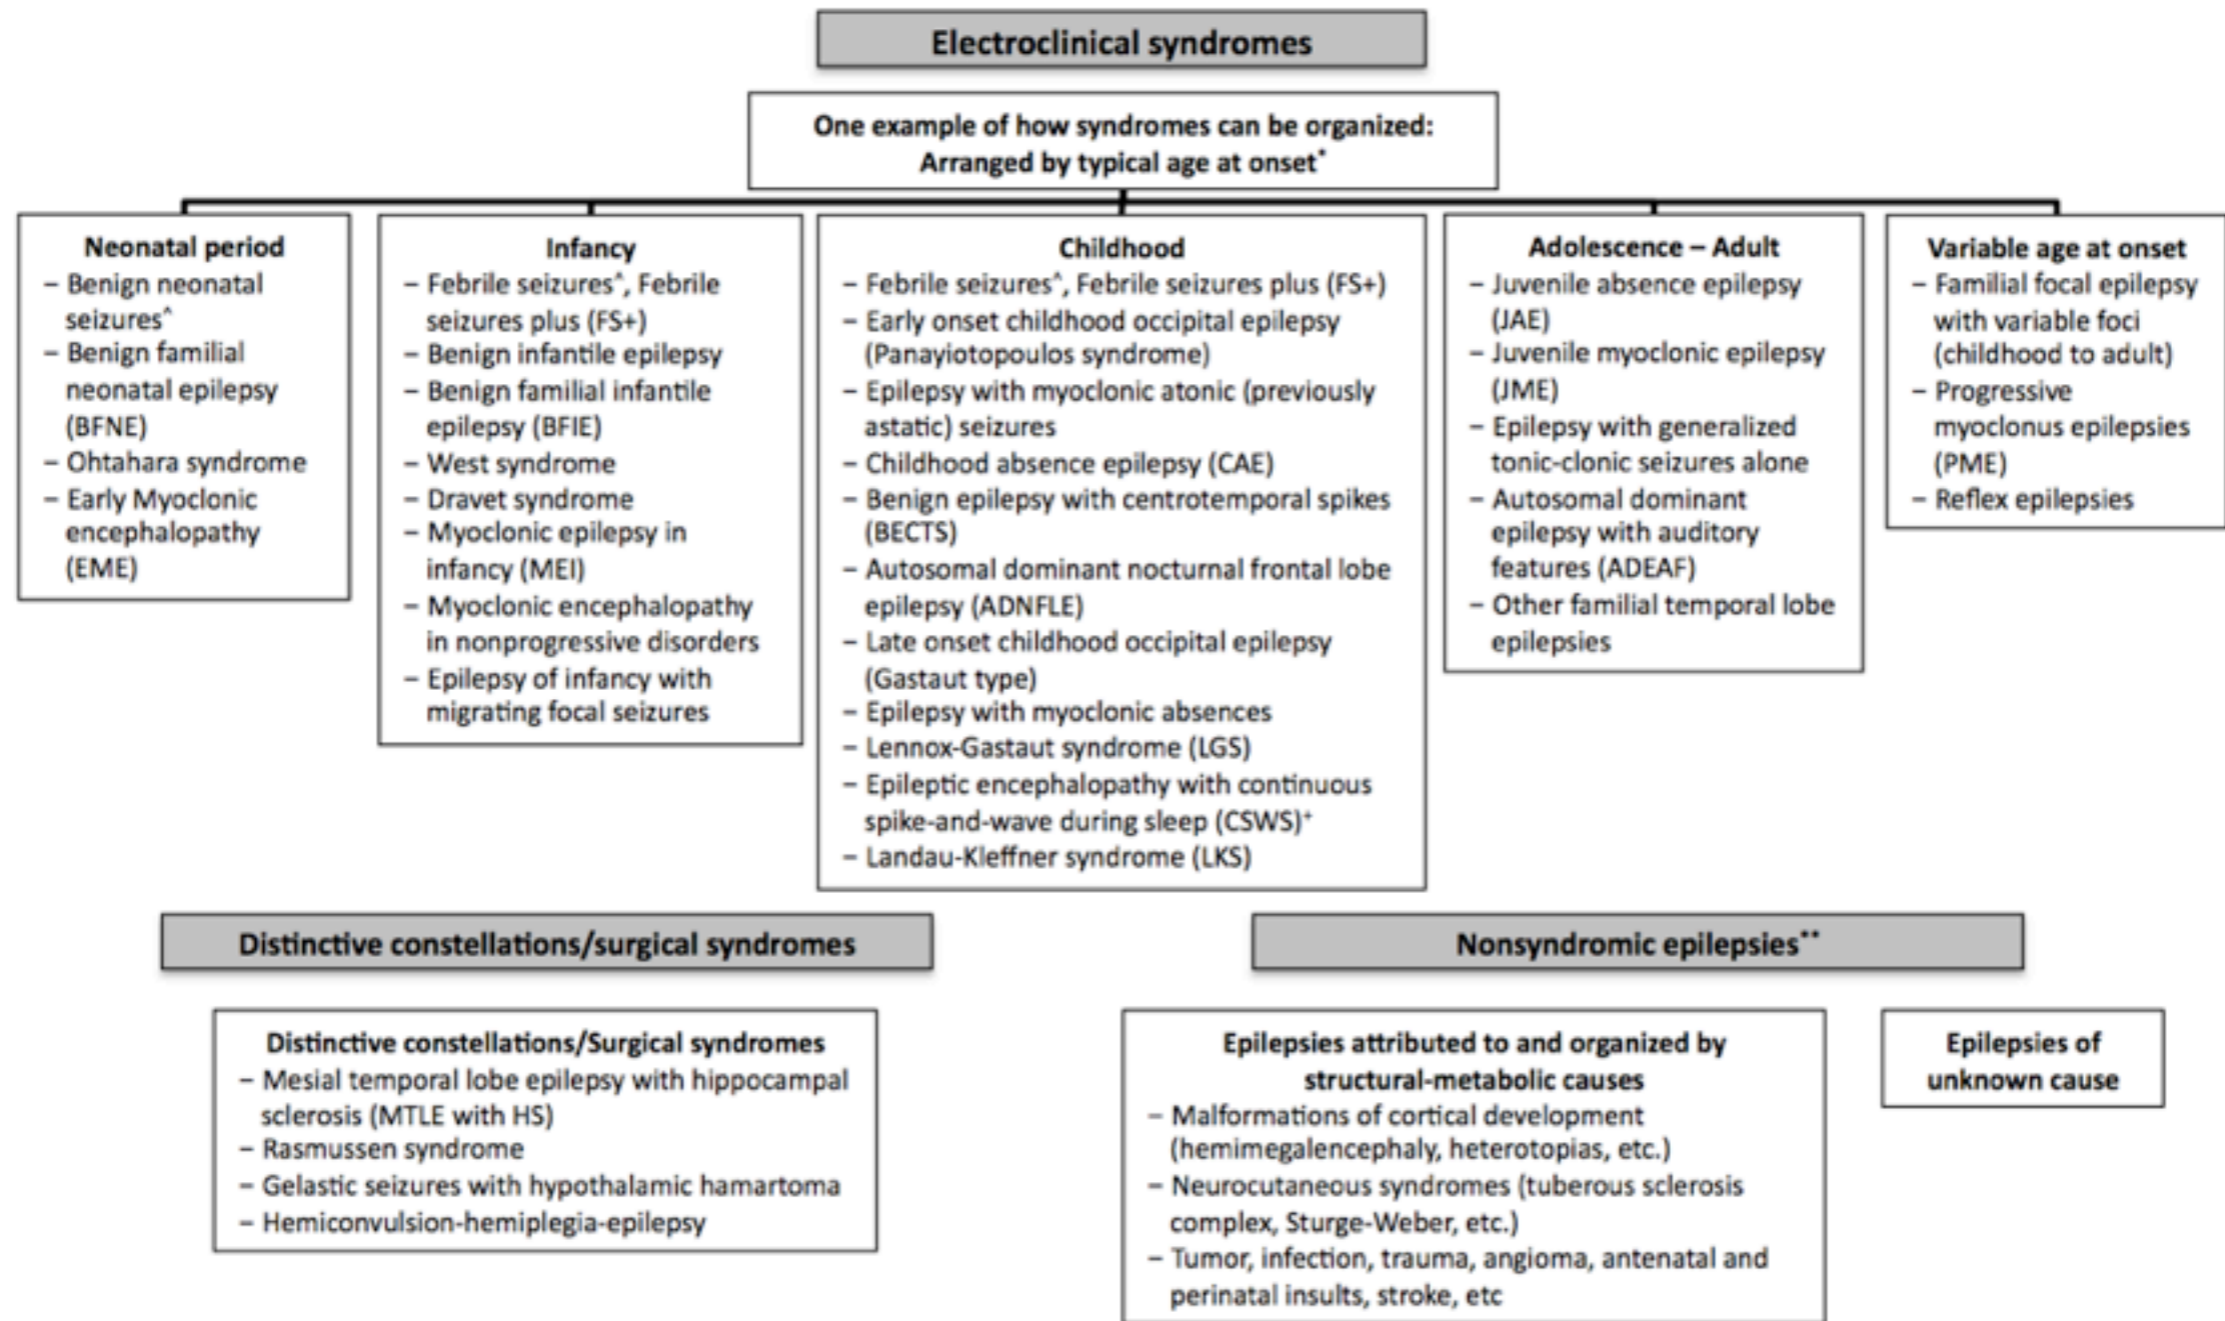 Electroclinical syndromes
One example of how syndromes can be organized:
Arranged by typical age at onset*
Neonatal period
– Benign neonatal
seizures^
– Benign familial
neonatal epilepsy
(BFNE)
– Ohtahara syndrome
– Early Myoclonic
encephalopathy
(EME)
Infancy
– Febrile seizures^, Febrile
seizures plus (FS+)
– Benign infantile epilepsy
– Benign familial infantile
epilepsy (BFIE)
– West syndrome
– Dravet syndrome
– Myoclonic epilepsy in
infancy (MEI)
– Myoclonic encephalopathy
in nonprogressive disorders
– Epilepsy of infancy with
migrating focal seizures
Childhood
– Febrile seizures^, Febrile seizures plus (FS+)
– Early onset childhood occipital epilepsy
(Panayiotopoulos syndrome)
– Epilepsy with myoclonic atonic (previously
astatic) seizures
– Childhood absence epilepsy (CAE)
– Benign epilepsy with centrotemporal spikes
(BECTS)
– Autosomal dominant nocturnal frontal lobe
epilepsy (ADNFLE)
– Late onset childhood occipital epilepsy
(Gastaut type)
– Epilepsy with myoclonic absences
– Lennox-Gastaut syndrome (LGS)
– Epileptic encephalopathy with continuous
spike-and-wave during sleep (CSWS)+
– Landau-Kleffner syndrome (LKS)
Adolescence – Adult
– Juvenile absence epilepsy
(JAE)
– Juvenile myoclonic epilepsy
(JME)
– Epilepsy with generalized
tonic-clonic seizures alone
– Autosomal dominant
epilepsy with auditory
features (ADEAF)
– Other familial temporal lobe
epilepsies
Variable age at onset
– Familial focal epilepsy
with variable foci
(childhood to adult)
– Progressive
myoclonus epilepsies
(PME)
– Reflex epilepsies
Distinctive constellations/surgical syndromes
Distinctive constellations/Surgical syndromes
– Mesial temporal lobe epilepsy with hippocampal
sclerosis (MTLE with HS)
– Rasmussen syndrome
– Gelastic seizures with hypothalamic hamartoma
– Hemiconvulsion-hemiplegia-epilepsy
Nonsyndromic epilepsies**
Epilepsies attributed to and organized by
structural-metabolic causes
– Malformations of cortical development
(hemimegalencephaly, heterotopias, etc.)
– Neurocutaneous syndromes (tuberous sclerosis
complex, Sturge-Weber, etc.)
– Tumor, infection, trauma, angioma, antenatal and
perinatal insults, stroke, etc
Epilepsies of
unknown cause